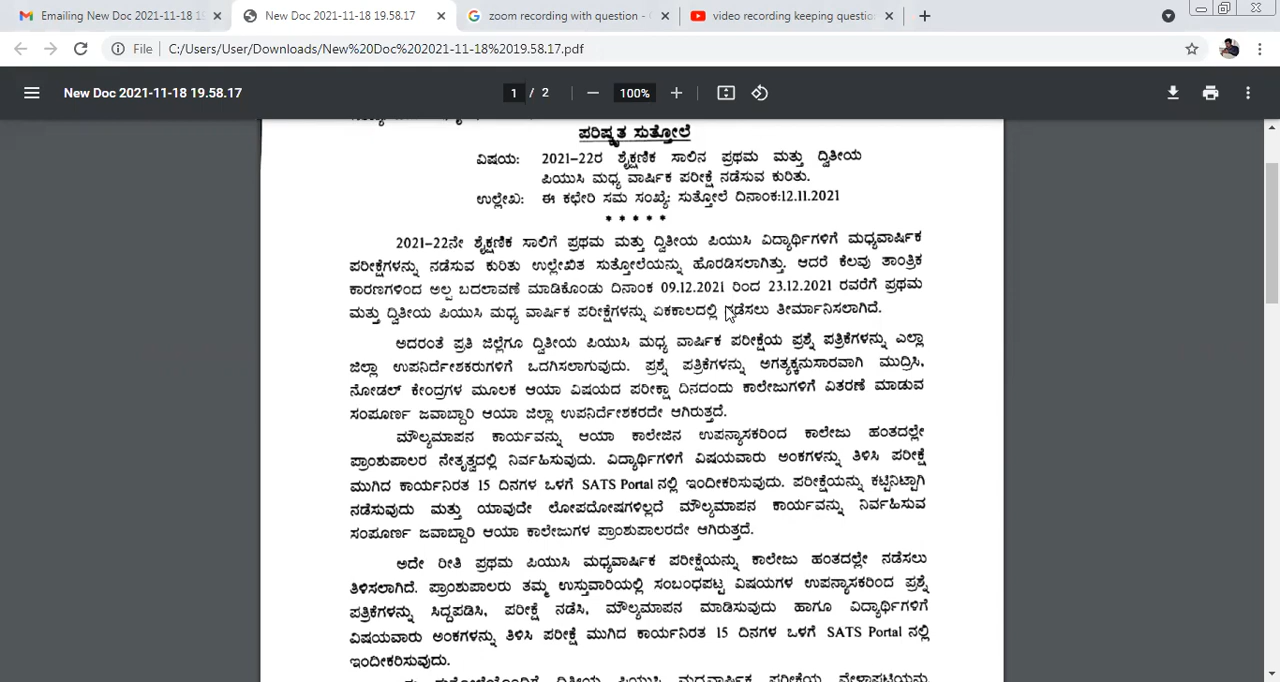 Emailing New Doc 2021-11-18 1
New Doc 2021-11-18 19.58.17
zoom recording with question -
video recording keeping questio
File
C:/Users/User/Downloads/New%20Doc%202021-11-18%2019.58.17.pdf
New Doc 2021-11-18 19.58.17
1 / 2
100%
ಪರಿಷ್ಕೃತ ಸುತ್ತೋಲೆ
ವಿಷಯ: 2021-22ರ ಶೈಕ್ಷಣಿಕ ಸಾಲಿನ ಪ್ರಥಮ ಮತ್ತು ದ್ವಿತೀಯ
ಪಿಯುಸಿ ಮಧ್ಯ ವಾರ್ಷಿಕ ಪರೀಕ್ಷೆ ನಡೆಸುವ ಕುರಿತು.
ಉಲ್ಲೇಖ: ಈ ಕಛೇರಿ ಸಮ ಸಂಖ್ಯೆ: ಸುತ್ತೋಲೆ ದಿನಾಂಕ:12.11.2021
* * * * *
2021-22ನೇ ಶೈಕ್ಷಣಿಕ ಸಾಲಿಗೆ ಪ್ರಥಮ ಮತ್ತು ದ್ವಿತೀಯ ಪಿಯುಸಿ ವಿದ್ಯಾರ್ಥಿಗಳಿಗೆ ಮಧ್ಯವಾರ್ಷಿಕ
ಪರೀಕ್ಷೆಗಳನ್ನು ನಡೆಸುವ ಕುರಿತು ಉಲ್ಲೇಖಿತ ಸುತ್ತೋಲೆಯನ್ನು ಹೊರಡಿಸಲಾಗಿತ್ತು. ಆದರೆ ಕೆಲವು ತಾಂತ್ರಿಕ
ಕಾರಣಗಳಿಂದ ಅಲ್ಪ ಬದಲಾವಣೆ ಮಾಡಿಕೊಂಡು ದಿನಾಂಕ 09.12.2021 ರಿಂದ 23.12.2021 ರವರೆಗೆ ಪ್ರಥಮ
ಮತ್ತು ದ್ವಿತೀಯ ಪಿಯುಸಿ ಮಧ್ಯ ವಾರ್ಷಿಕ ಪರೀಕ್ಷೆಗಳನ್ನು ಏಕಕಾಲದಲ್ಲಿ ನಡೆಸಲು ತೀರ್ಮಾನಿಸಲಾಗಿದೆ.
ಅದರಂತೆ ಪ್ರತಿ ಜಿಲ್ಲೆಗೂ ದ್ವಿತೀಯ ಪಿಯುಸಿ ಮಧ್ಯ ವಾರ್ಷಿಕ ಪರೀಕ್ಷೆಯ ಪ್ರಶ್ನೆ ಪತ್ರಿಕೆಗಳನ್ನು ಎಲ್ಲಾ
ಜಿಲ್ಲಾ ಉಪನಿರ್ದೇಶಕರುಗಳಿಗೆ ಒದಗಿಸಲಾಗುವುದು. ಪ್ರಶ್ನೆ ಪತ್ರಿಕೆಗಳನ್ನು ಅಗತ್ಯಕ್ಕನುಸಾರವಾಗಿ ಮುದ್ರಿಸಿ,
ನೋಡಲ್ ಕೇಂದ್ರಗಳ ಮೂಲಕ ಆಯಾ ವಿಷಯದ ಪರೀಕ್ಷಾ ದಿನದಂದು ಕಾಲೇಜುಗಳಿಗೆ ವಿತರಣೆ ಮಾಡುವ
ಸಂಪೂರ್ಣ ಜವಾಬ್ದಾರಿ ಆಯಾ ಜಿಲ್ಲಾ ಉಪನಿರ್ದೇಶಕರದೇ ಆಗಿರುತ್ತದೆ.
ಮೌಲ್ಯಮಾಪನ ಕಾರ್ಯವನ್ನು ಆಯಾ ಕಾಲೇಜಿನ ಉಪನ್ಯಾಸಕರಿಂದ ಕಾಲೇಜು ಹಂತದಲ್ಲೇ
ಪ್ರಾಂಶುಪಾಲರ ನೇತೃತ್ವದಲ್ಲಿ ನಿರ್ವಹಿಸುವುದು. ವಿದ್ಯಾರ್ಥಿಗಳಿಗೆ ವಿಷಯವಾರು ಅಂಕಗಳನ್ನು ತಿಳಿಸಿ ಪರೀಕ್ಷೆ
ಮುಗಿದ ಕಾರ್ಯನಿರತ 15 ದಿನಗಳ ಒಳಗೆ SATS Portal ನಲ್ಲಿ ಇಂದೀಕರಿಸುವುದು. ಪರೀಕ್ಷೆಯನ್ನು ಕಟ್ಟಿನಿಟ್ಟಾಗಿ
ನಡೆಸುವುದು ಮತ್ತು ಯಾವುದೇ ಲೋಪದೋಷಗಳಿಲ್ಲದೆ ಮೌಲ್ಯಮಾಪನ ಕಾರ್ಯವನ್ನು ನಿರ್ವಹಿಸುವ
ಸಂಪೂರ್ಣ ಜವಾಬ್ದಾರಿ ಆಯಾ ಕಾಲೇಜುಗಳ ಪ್ರಾಂಶುಪಾಲರದೇ ಆಗಿರುತ್ತದೆ.
ಅದೇ ರೀತಿ ಪ್ರಥಮ ಪಿಯುಸಿ ಮಧ್ಯವಾರ್ಷಿಕ ಪರೀಕ್ಷೆಯನ್ನು ಕಾಲೇಜು ಹಂತದಲ್ಲೇ ನಡೆಸಲು
ತಿಳಿಸಲಾಗಿದೆ. ಪ್ರಾಂಶುಪಾಲರು ತಮ್ಮ ಉಸ್ತುವಾರಿಯಲ್ಲಿ ಸಂಬಂಧಪಟ್ಟ ವಿಷಯಗಳ ಉಪನ್ಯಾಸಕರಿಂದ ಪ್ರಶ್ನೆ
ಪತ್ರಿಕೆಗಳನ್ನು ಸಿದ್ದಪಡಿಸಿ, ಪರೀಕ್ಷೆ ನಡೆಸಿ, ಮೌಲ್ಯಮಾಪನ ಮಾಡಿಸುವುದು ಹಾಗೂ ವಿದ್ಯಾರ್ಥಿಗಳಿಗೆ
ವಿಷಯವಾರು ಅಂಕಗಳನ್ನು ತಿಳಿಸಿ ಪರೀಕ್ಷೆ ಮುಗಿದ ಕಾರ್ಯನಿರತ 15 ದಿನಗಳ ಒಳಗೆ SATS Portal ನಲ್ಲಿ
ಇಂದೀಕರಿಸುವುದು.